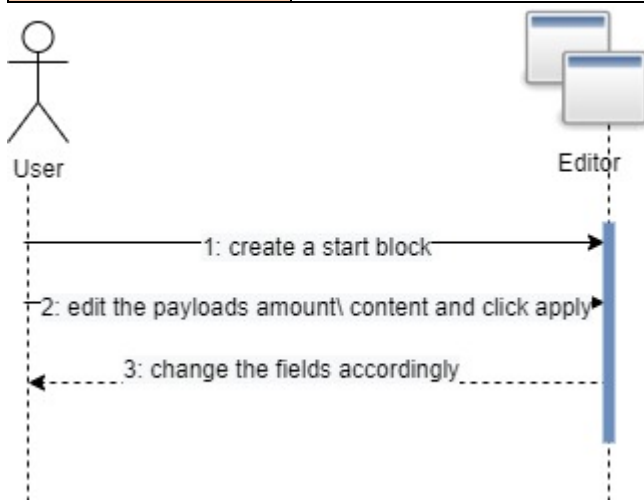 User
Editor
1: create a start block
2: edit the payloads amount\ content and click apply
3: change the fields accordingly